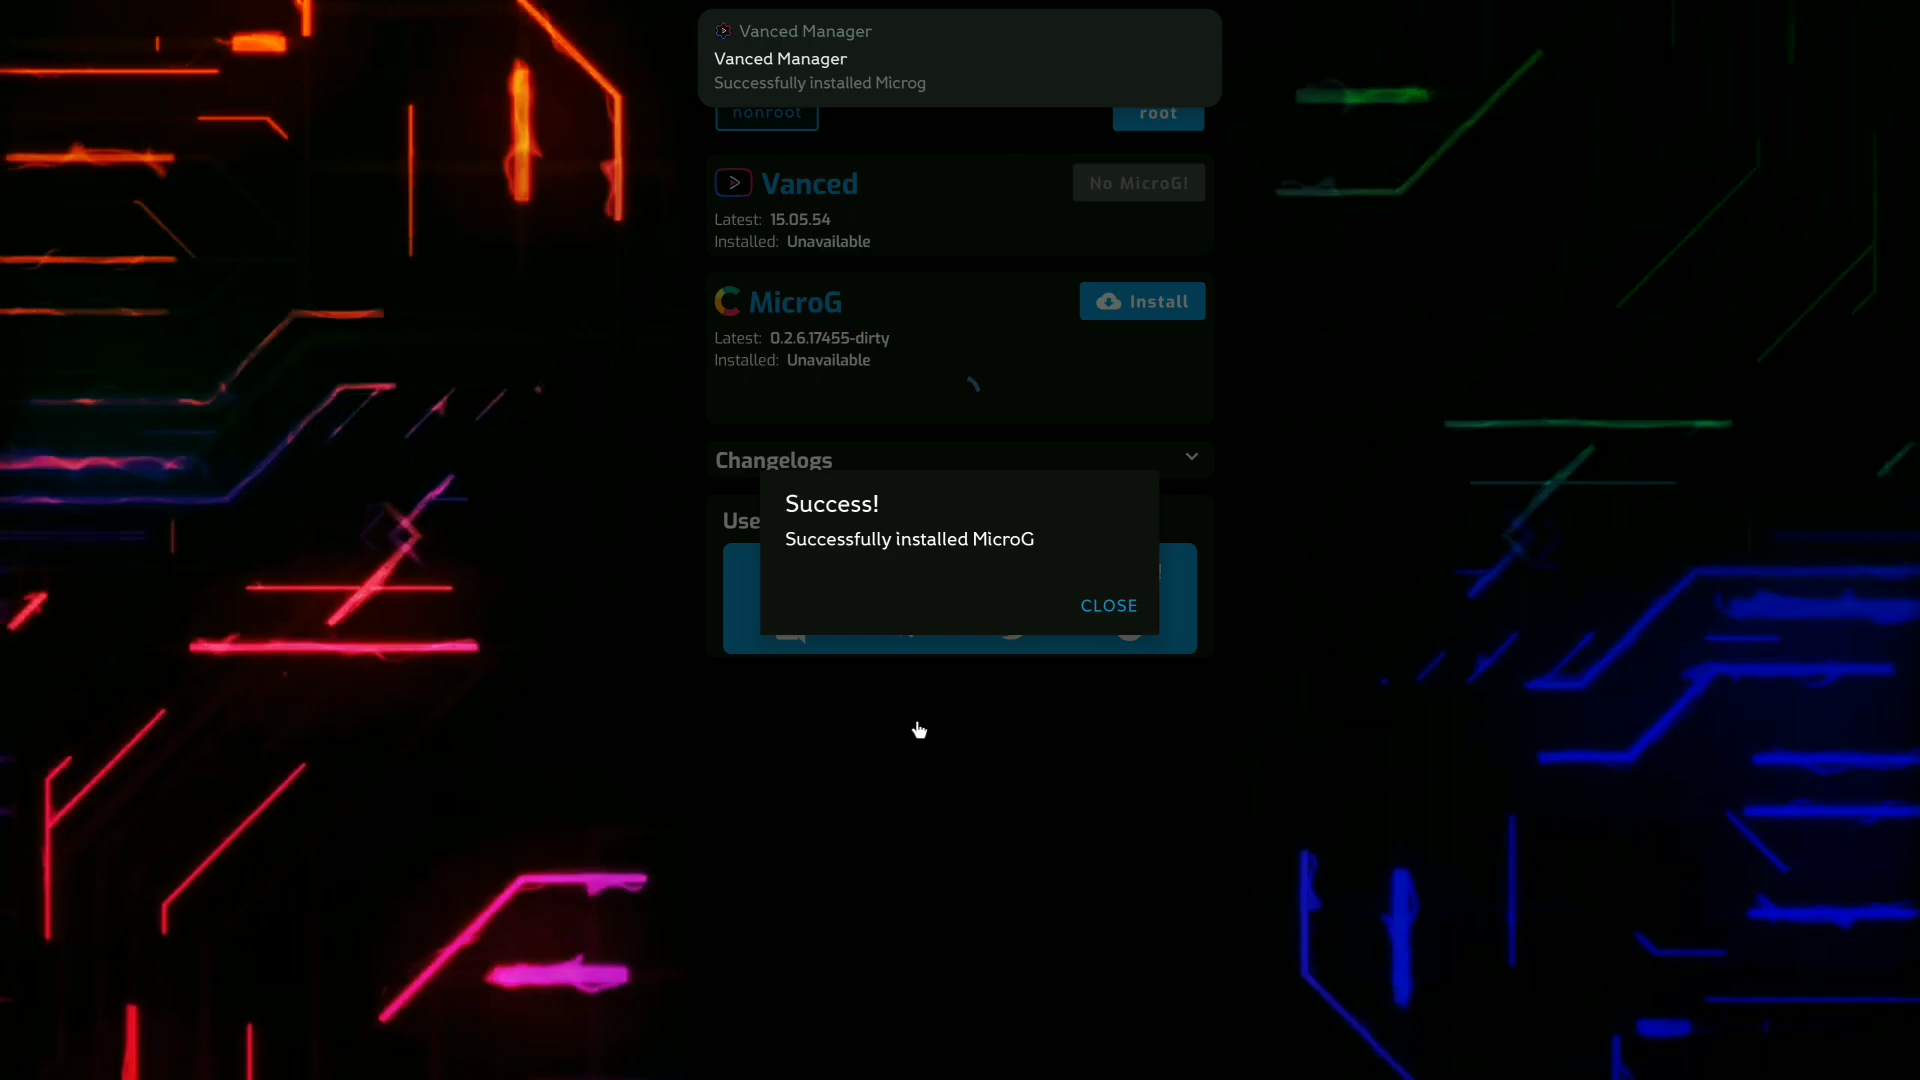 Vanced Manager
Vanced Manager
Successfully installed Microg
nonroot
root
Vanced
No MicroG!
Latest: 15.05.54
Installed: Unavailable
MicroG
Install
Latest: 0.2.6.17455-dirty
Installed: Unavailable
Changelogs
Success!
Use
Successfully installed MicroG
!
CLOSE